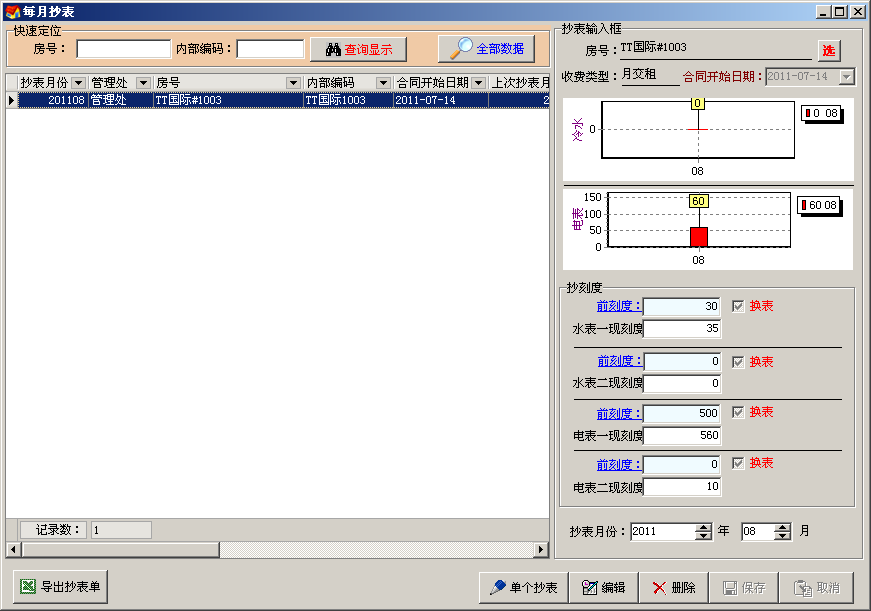 每月抄表
快速定位
房号：
内部编码：
查询显示
全部数据
抄表月份 管理处 房号 内部编码 合同开始日期 上次抄表月
201108 管理处 TT国际#1003 TT国际1003 2011-07-14 2
记录数： 1
导出抄表单
抄表输入框
房号： TT国际#1003 选
收费类型： 月交租 合同开始日期： 2011-07-14
0
冷水 0
08
0 08
60
电表
150
100
50
0
08
60 08
抄刻度
前刻度： 30 换表
水表一现刻度 35
前刻度： 0 换表
水表二现刻度 0
前刻度： 500 换表
电表一现刻度 560
前刻度： 0 换表
电表二现刻度 10
抄表月份： 2011 年 08 月
单个抄表 编辑 删除 保存 取消